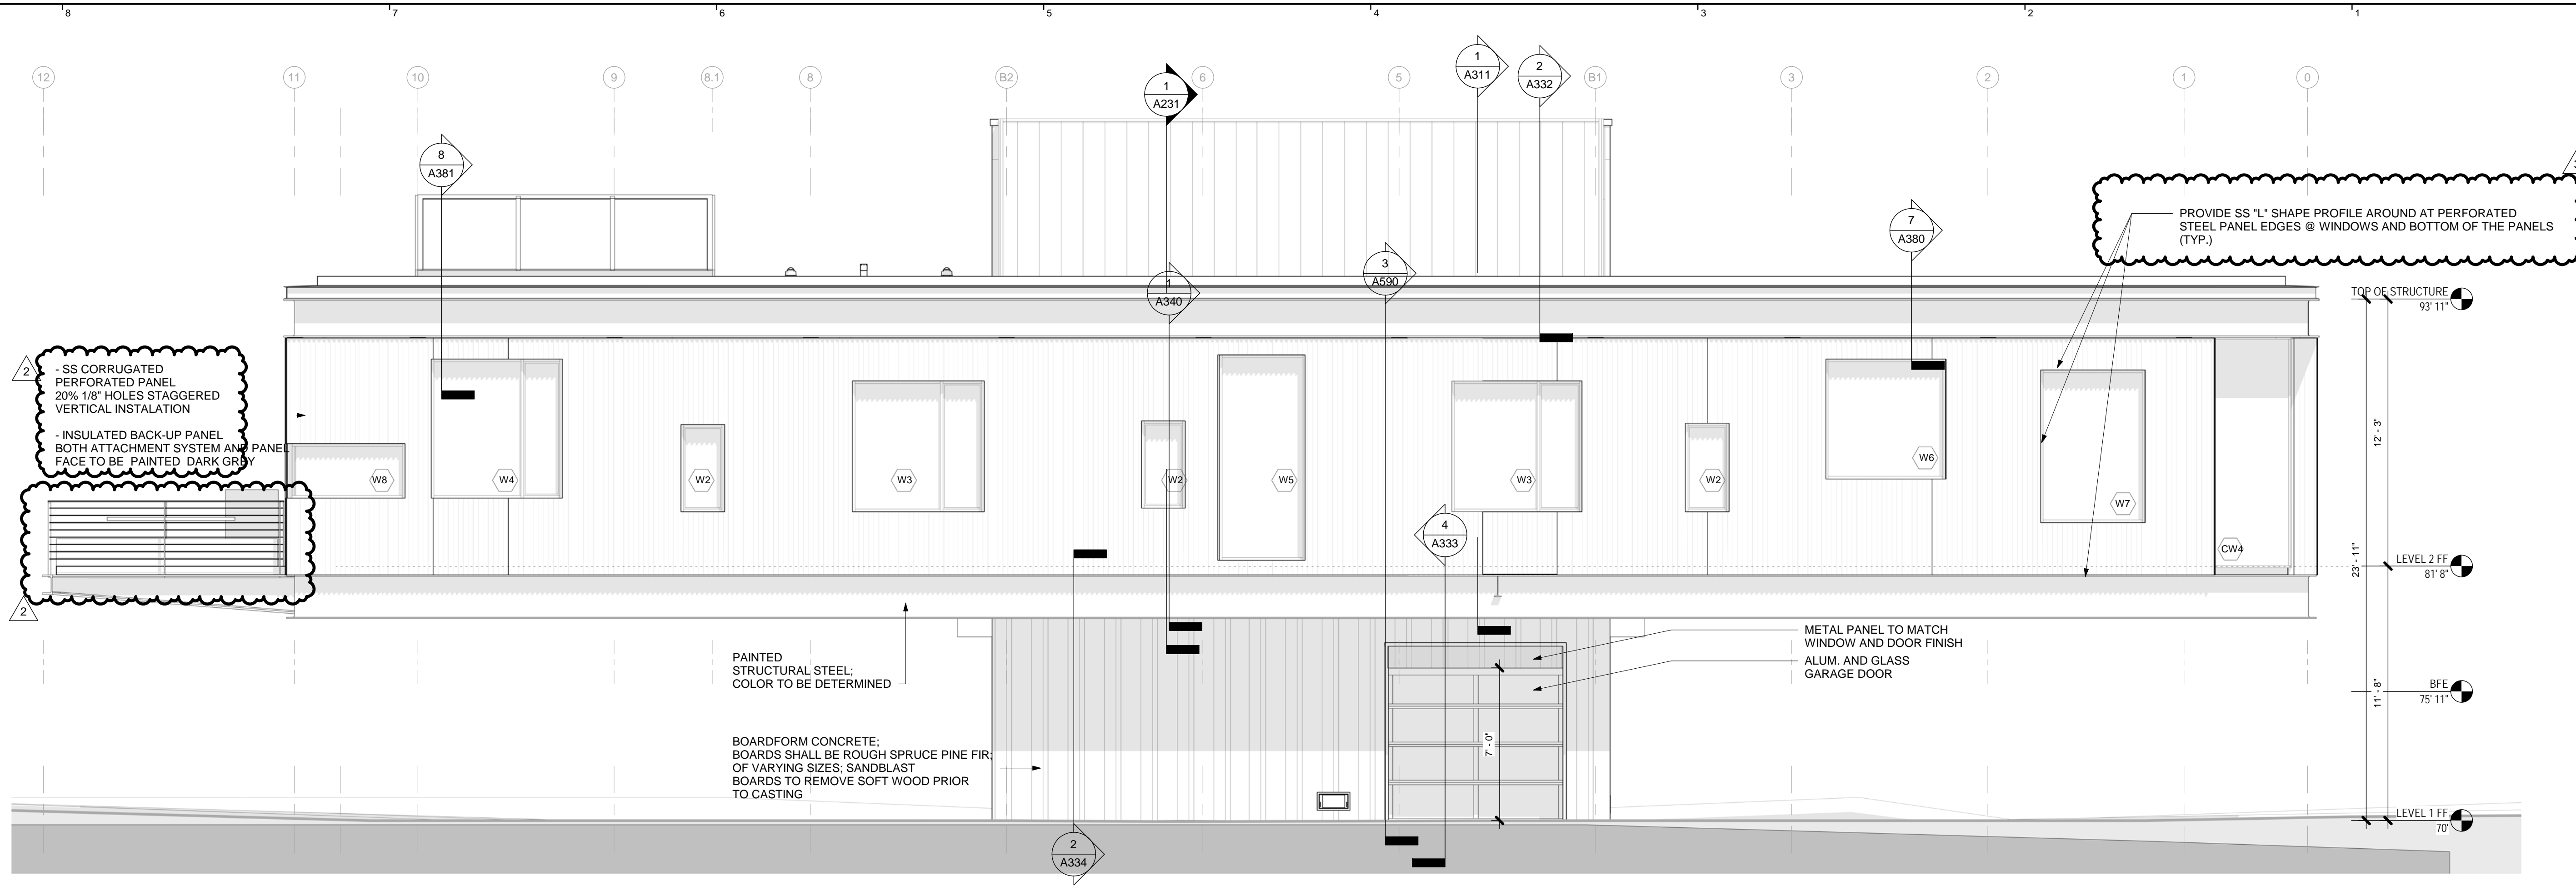 8
7
6
5
4
3
2
1
12
11
10
9
8.1
8
B2
6
5
B1
3
2
1
0
1
A231
1
A311
2
A332
8
A381
7
A380
3
A590
1
A340
PROVIDE SS "L" SHAPE PROFILE AROUND AT PERFORATED
STEEL PANEL EDGES @ WINDOWS AND BOTTOM OF THE PANELS
(TYP.)
TOP OF STRUCTURE
93' 11"
2
- SS CORRUGATED
PERFORATED PANEL
20% 1/8" HOLES STAGGERED
VERTICAL INSTALATION
- INSULATED BACK-UP PANEL
BOTH ATTACHMENT SYSTEM AND PANEL
FACE TO BE PAINTED DARK GREY
W8
W4
W2
W3
W2
W5
W3
W2
W6
W7
CW4
12' - 3"
23' - 11"
4
A333
LEVEL 2 FF
81' 8"
2
PAINTED
STRUCTURAL STEEL;
COLOR TO BE DETERMINED
METAL PANEL TO MATCH
WINDOW AND DOOR FINISH
ALUM. AND GLASS
GARAGE DOOR
BFE
75' 11"
11' - 8"
7' - 0"
BOARDFORM CONCRETE;
BOARDS SHALL BE ROUGH SPRUCE PINE FIR;
OF VARYING SIZES; SANDBLAST
BOARDS TO REMOVE SOFT WOOD PRIOR
TO CASTING
LEVEL 1 FF
70'
2
A334